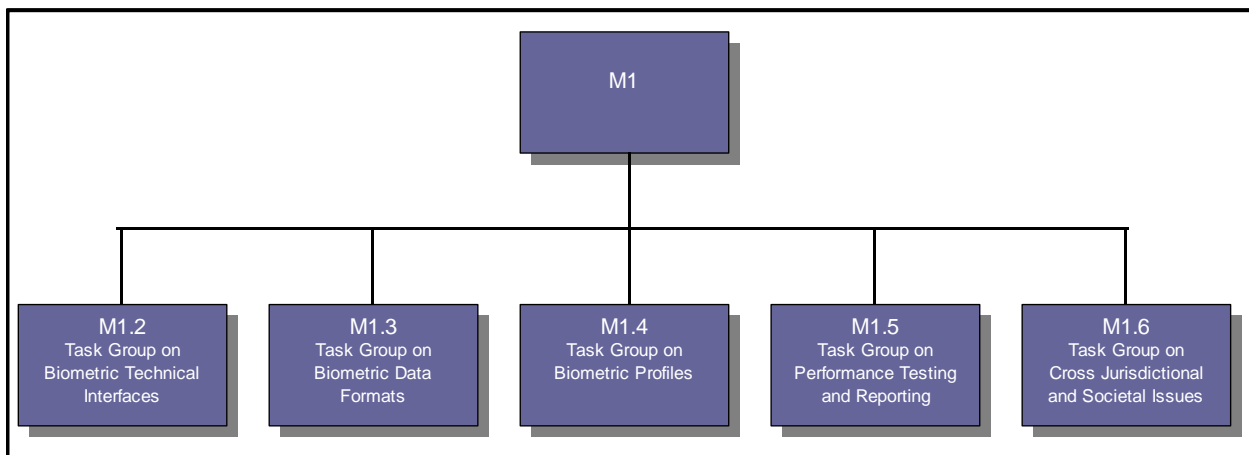 M1
M1.2
Task Group on
Biometric Technical
Interfaces
M1.3
Task Group on
Biometric Data
Formats
M1.4
Task Group on
Biometric Profiles
M1.5
Task Group on
Performance Testing
and Reporting
M1.6
Task Group on
Cross Jurisdictional
and Societal Issues